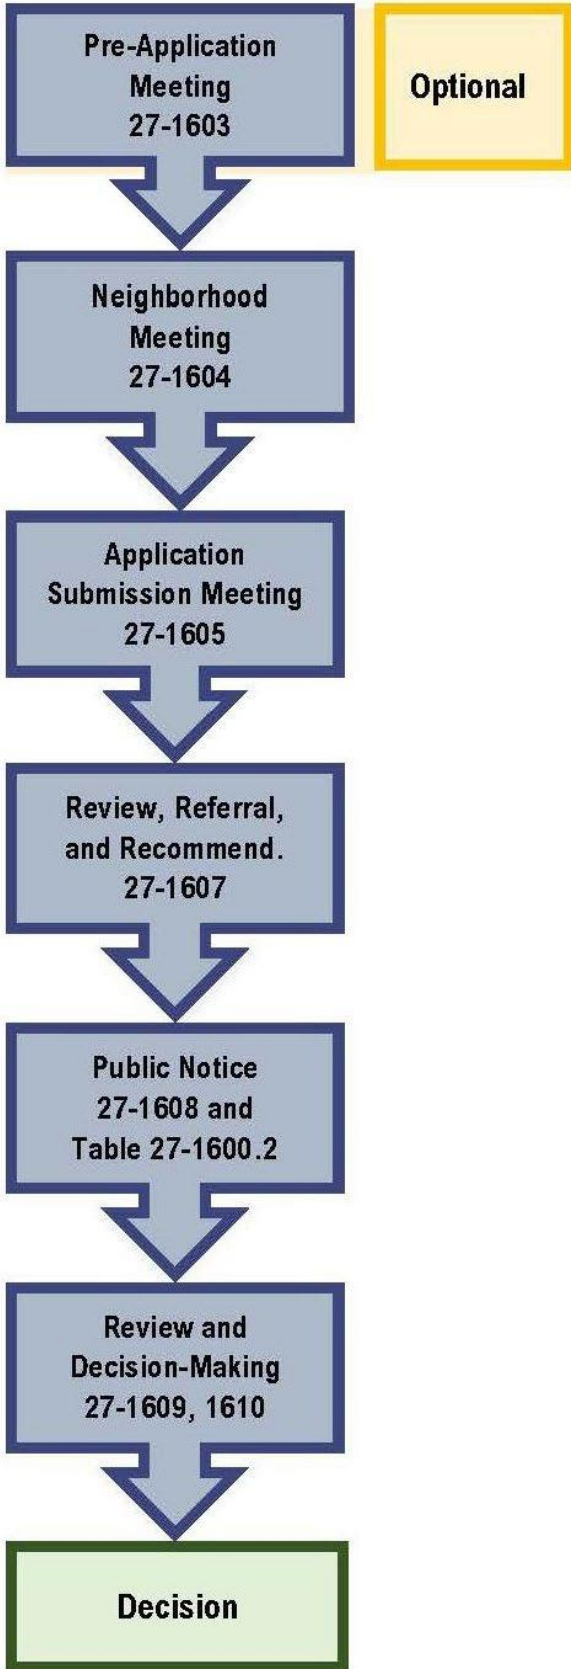 Pre-Application
Meeting
27-1603
Optional
Neighborhood
Meeting
27-1604
Application
Submission Meeting
27-1605
Review, Referral,
and Recommend.
27-1607
Public Notice
27-1608 and
Table 27-1600.2
Review and
Decision-Making
27-1609, 1610
Decision